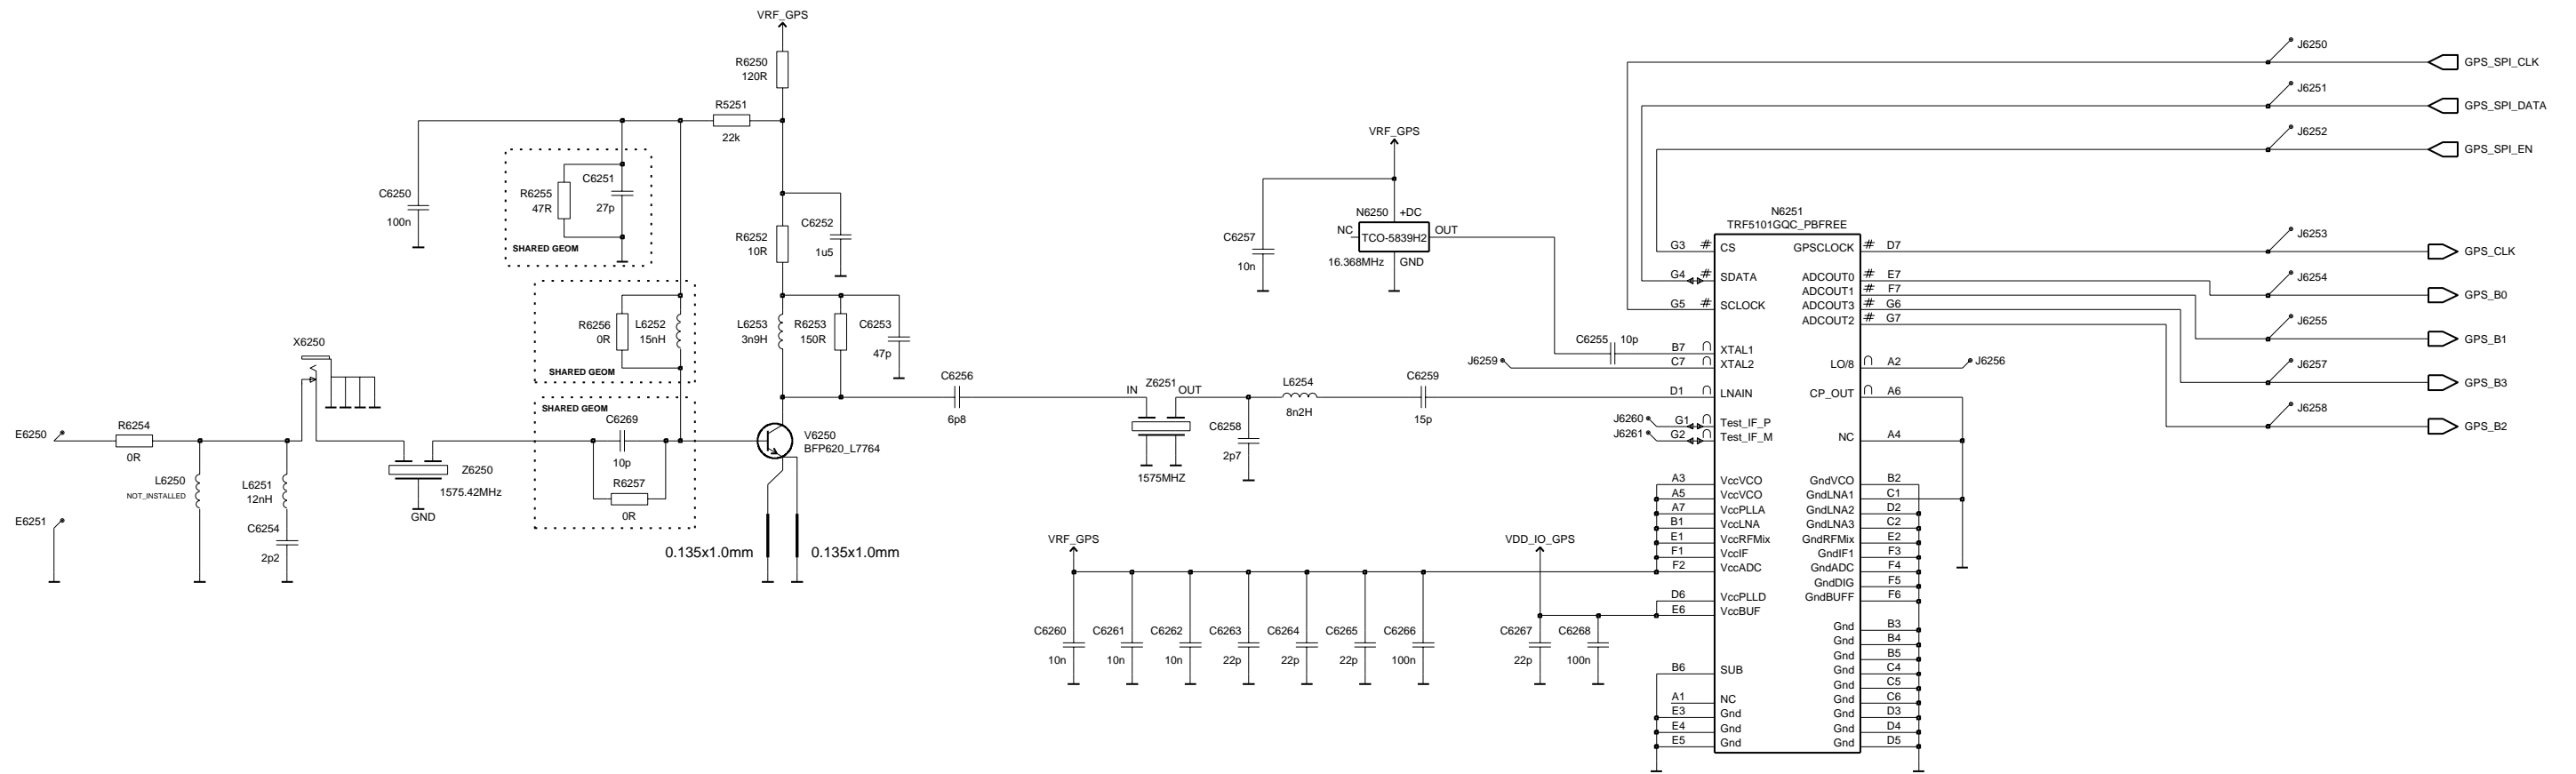 VRF_GPS
R6250
120R
R5251
22k
C6250
100n
R6255
47R
C6251
27p
SHARED GEOM
R6252
10R
C6252
1u5
R6256
0R
L6252
15nH
SHARED GEOM
L6253
3n9H
R6253
150R
C6253
47p
X6250
SHARED GEOM
C6269
10p
R6257
0R
E6250
R6254
0R
L6250
NOT_INSTALLED
L6251
12nH
C6254
2p2
E6251
Z6250
1575.42MHz
GND
V6250
BFP620_L7764
0.135x1.0mm
0.135x1.0mm
C6256
6p8
IN
Z6251
OUT
1575MHZ
C6258
2p7
L6254
8n2H
C6259
15p
VRF_GPS
C6257
10n
N6250
+DC
NC
TCO-5839H2
OUT
16.368MHz
GND
C6255
10p
J6259
J6260
J6261
VRF_GPS
C6260
10n
C6261
10n
C6262
10n
C6263
22p
C6264
22p
C6265
22p
C6266
100n
VDD_IO_GPS
C6267
22p
C6268
100n
N6251
TRF5101GQC_PBFREE
G3 # CS
G4 # SDATA
G5 # SCLOCK
B7 XTAL1
C7 XTAL2
D1 LNAIN
G1 Test_IF_P
G2 Test_IF_M
A3 VccVCO
A5 VccVCO
A7 VccPLLA
B1 VccLNA
E1 VccRFMix
F1 VccIF
F2 VccADC
D6 VccPLLD
E6 VccBUF
B6 SUB
A1 NC
E3 Gnd
E4 Gnd
E5 Gnd
GPSCLOCK # D7
ADCOUT0 # E7
ADCOUT1 # F7
ADCOUT3 # G6
ADCOUT2 # G7
LO/8 A2
J6256
CP_OUT A6
NC A4
GndVCO B2
GndLNA1 C1
GndLNA2 D2
GndLNA3 C2
GndRFMix E2
GndIF1 F3
GndADC F4
GndDIG F5
GndBUFF F6
Gnd B3
Gnd B4
Gnd B5
Gnd C4
Gnd C5
Gnd C6
Gnd D3
Gnd D4
Gnd D5
J6250
GPS_SPI_CLK
J6251
GPS_SPI_DATA
J6252
GPS_SPI_EN
J6253
GPS_CLK
J6254
GPS_B0
J6255
GPS_B1
J6257
GPS_B3
J6258
GPS_B2